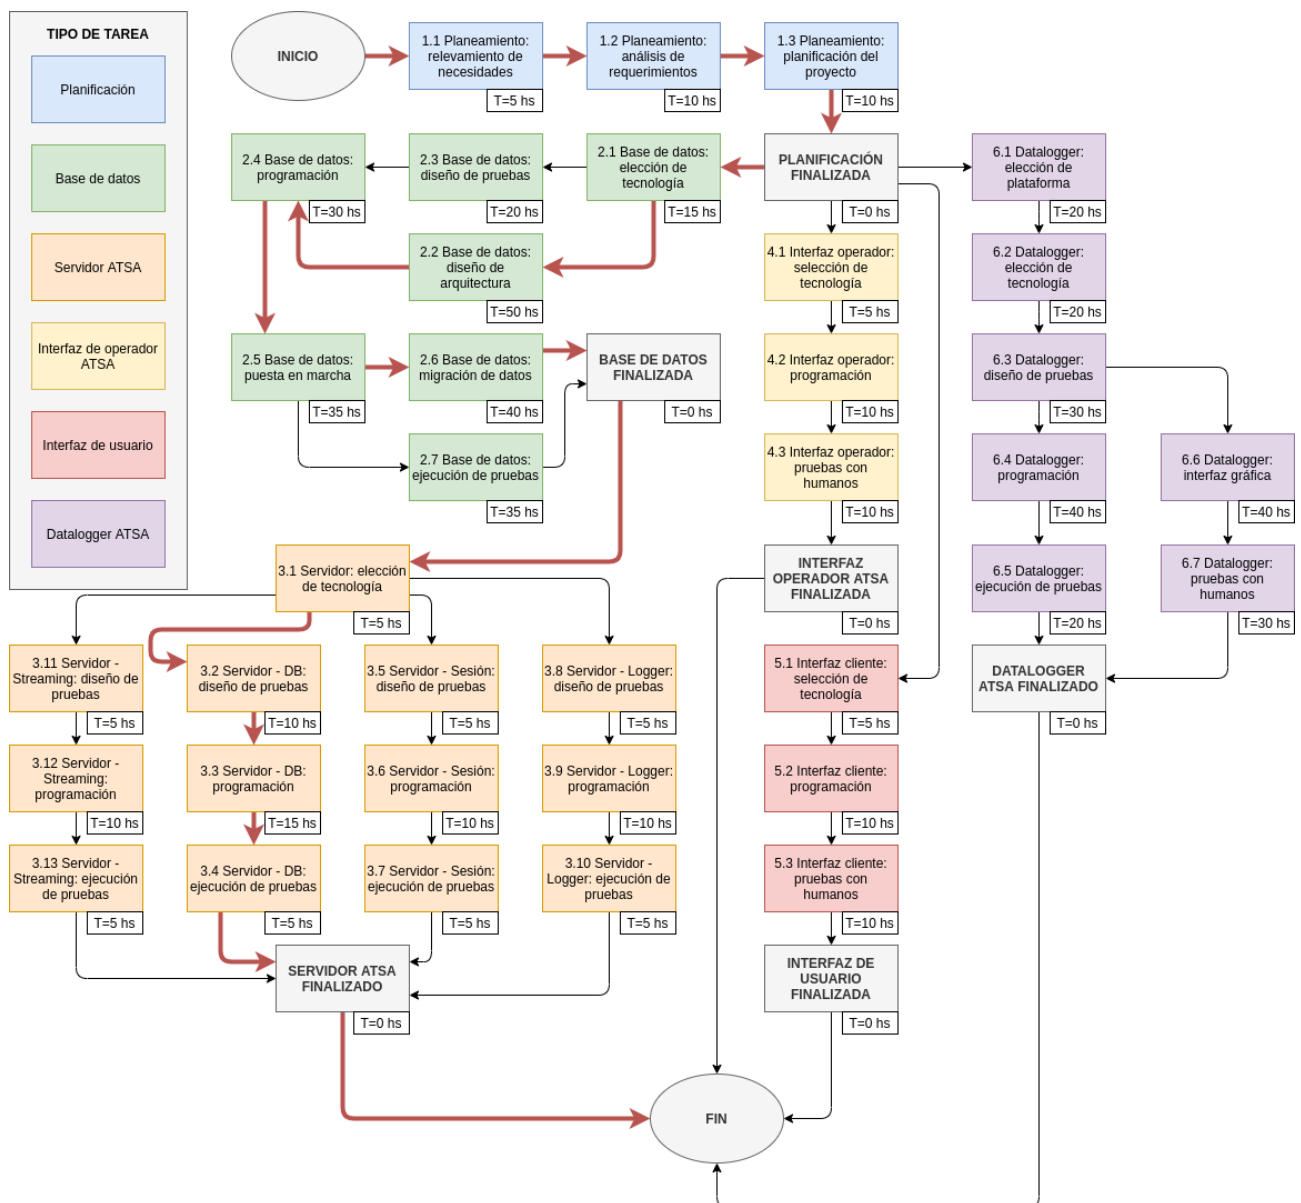 TIPO DE TAREA
Planificación
Base de datos
Servidor ATSA
Interfaz de operador
ATSA
Interfaz de usuario
Datalogger ATSA
INICIO
1.1 Planeamiento:
relevamiento de
necesidades
T=5 hs
1.2 Planeamiento:
análisis de
requerimientos
T=10 hs
1.3 Planeamiento:
planificación del
proyecto
T=10 hs
2.4 Base de datos:
programación
T=30 hs
2.3 Base de datos:
diseño de pruebas
T=20 hs
2.1 Base de datos:
elección de
tecnología
T=15 hs
PLANIFICACIÓN
FINALIZADA
T=0 hs
6.1 Datalogger:
elección de
plataforma
T=20 hs
2.2 Base de datos:
diseño de
arquitectura
T=50 hs
4.1 Interfaz operador:
selección de
tecnología
T=5 hs
6.2 Datalogger:
elección de
tecnología
T=20 hs
2.5 Base de datos:
puesta en marcha
T=35 hs
2.6 Base de datos:
migración de datos
T=40 hs
BASE DE DATOS
FINALIZADA
T=0 hs
4.2 Interfaz operador:
programación
T=10 hs
6.3 Datalogger:
diseño de pruebas
T=30 hs
2.7 Base de datos:
ejecución de pruebas
T=35 hs
4.3 Interfaz operador:
pruebas con
humanos
T=10 hs
6.4 Datalogger:
programación
T=40 hs
6.6 Datalogger:
interfaz gráfica
T=40 hs
3.1 Servidor: elección
de tecnología
T=5 hs
INTERFAZ
OPERADOR ATSA
FINALIZADA
T=0 hs
6.5 Datalogger:
ejecución de pruebas
T=20 hs
6.7 Datalogger:
pruebas con
humanos
T=30 hs
3.11 Servidor -
Streaming: diseño de
pruebas
T=5 hs
3.2 Servidor - DB:
diseño de pruebas
T=10 hs
3.5 Servidor - Sesión:
diseño de pruebas
T=5 hs
3.8 Servidor - Logger:
diseño de pruebas
T=5 hs
5.1 Interfaz cliente:
selección de
tecnología
T=5 hs
DATALOGGER
ATSA FINALIZADO
T=0 hs
3.12 Servidor -
Streaming:
programación
T=10 hs
3.3 Servidor - DB:
programación
T=15 hs
3.6 Servidor - Sesión:
programación
T=10 hs
3.9 Servidor - Logger:
programación
T=10 hs
5.2 Interfaz cliente:
programación
T=10 hs
3.13 Servidor -
Streaming: ejecución
de pruebas
T=5 hs
3.4 Servidor - DB:
ejecución de pruebas
T=5 hs
3.7 Servidor - Sesión:
ejecución de pruebas
T=5 hs
3.10 Servidor -
Logger: ejecución de
pruebas
T=5 hs
5.3 Interfaz cliente:
pruebas con
humanos
T=10 hs
SERVIDOR ATSA
FINALIZADO
T=0 hs
INTERFAZ DE
USUARIO
FINALIZADA
T=0 hs
FIN